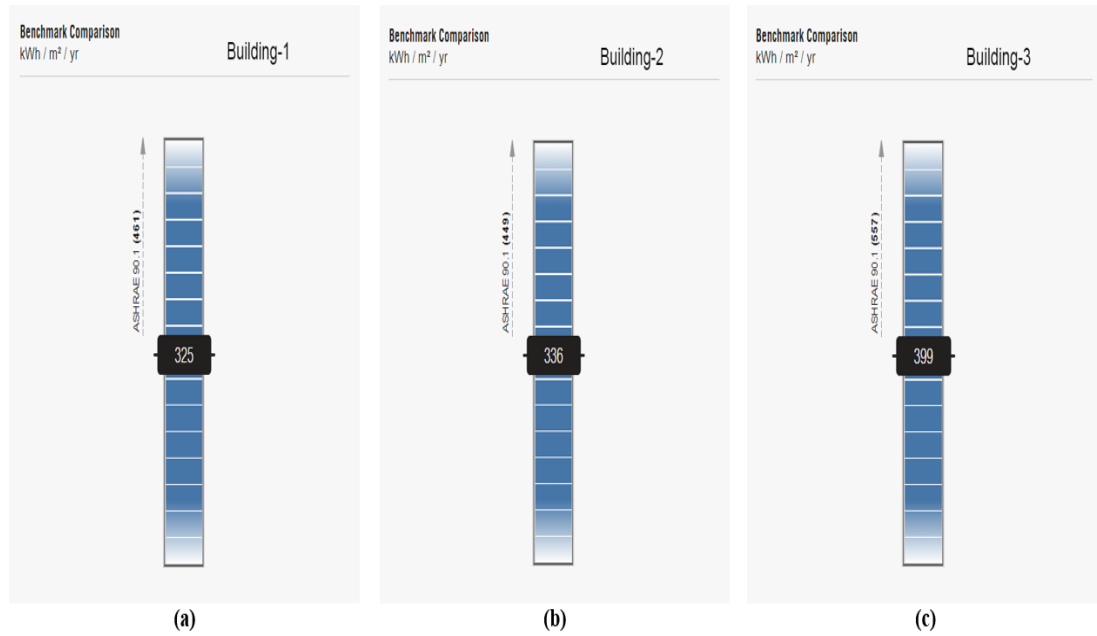 Benchmark Comparison
kWh / m² / yr
Building-1
ASHRAE 90.1 (461)
325
(a)
Benchmark Comparison
kWh / m² / yr
Building-2
ASHRAE 90.1 (449)
336
(b)
Benchmark Comparison
kWh / m² / yr
Building-3
ASHRAE 90.1 (557)
399
(c)